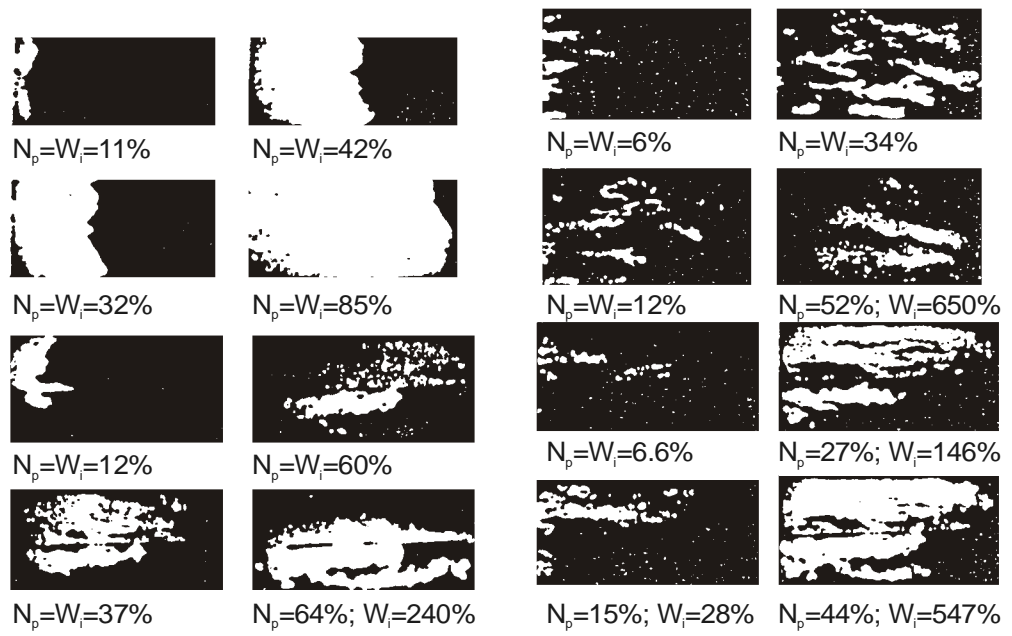 Np=Wi=11%
Np=Wi=42%
Np=Wi=6%
Np=Wi=34%
Np=Wi=32%
Np=Wi=85%
Np=Wi=12%
Np=52%; Wi=650%
Np=Wi=12%
Np=Wi=60%
Np=Wi=6.6%
Np=27%; Wi=146%
Np=Wi=37%
Np=64%; Wi=240%
Np=15%; Wi=28%
Np=44%; Wi=547%